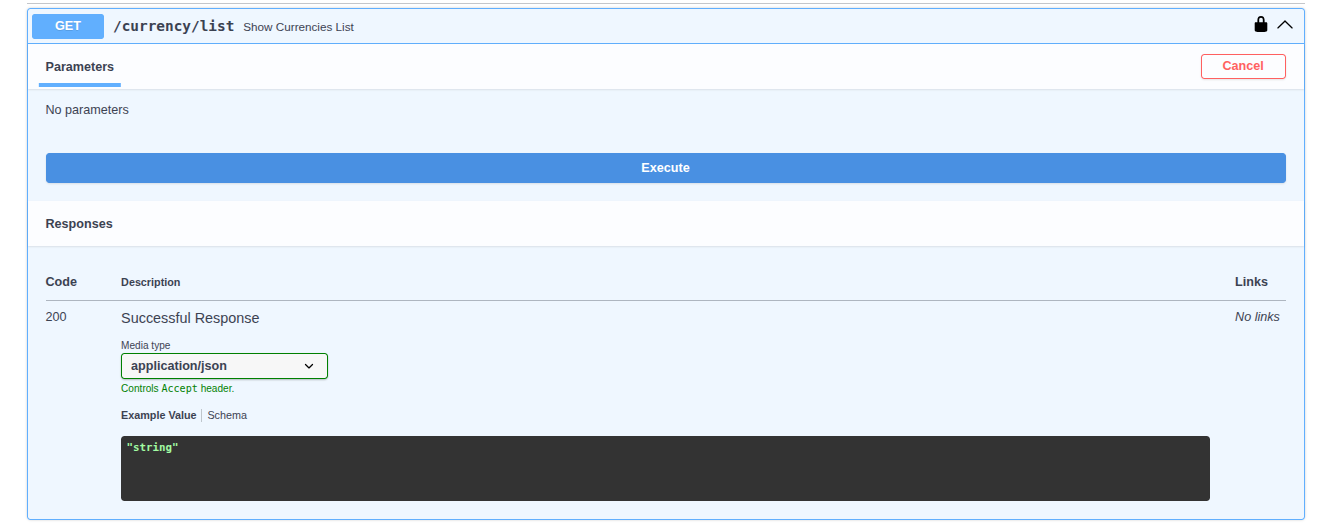 GET /currency/list Show Currencies List
Parameters
Cancel
No parameters
Execute
Responses
Code Description Links
200 Successful Response No links
Media type
application/json
Controls Accept header.
Example Value Schema
"string"